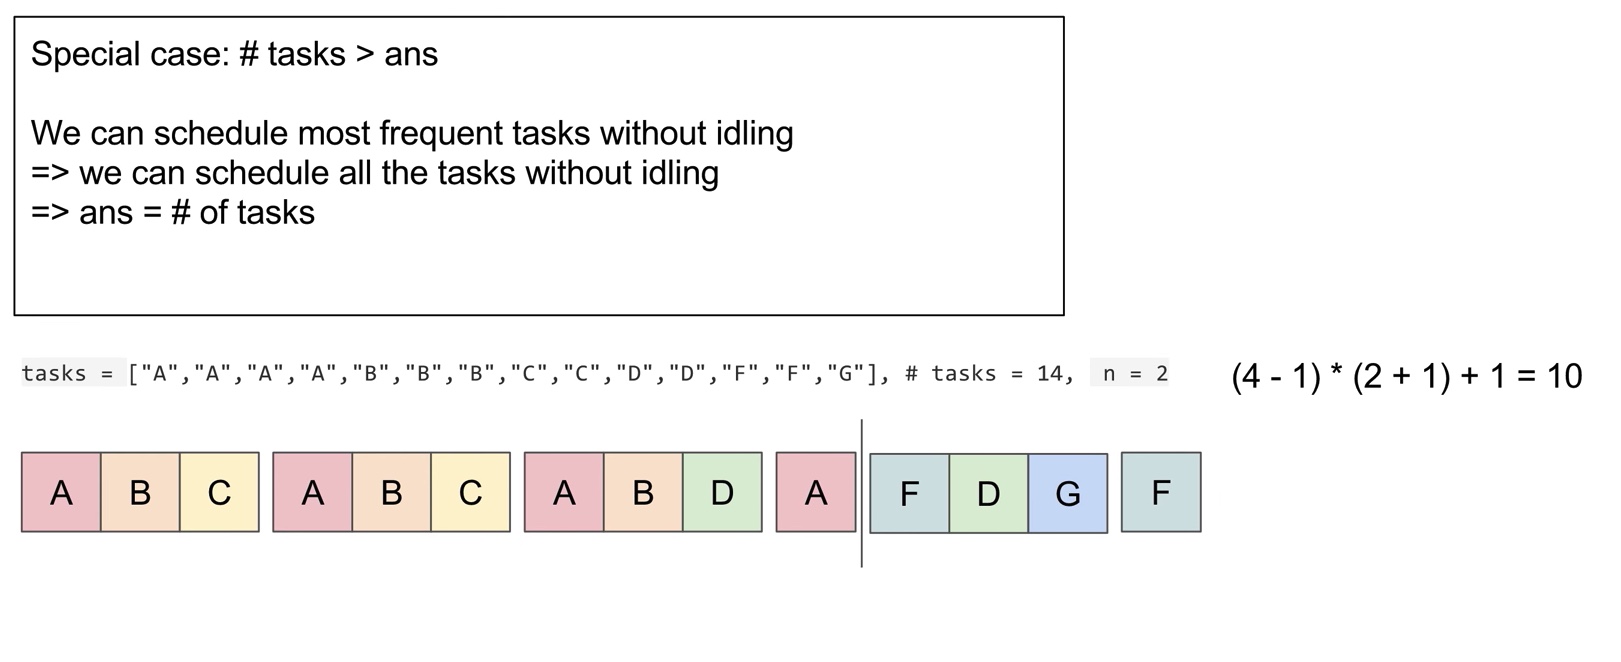 Special case: # tasks > ans
We can schedule most frequent tasks without idling
=> we can schedule all the tasks without idling
=> ans = # of tasks
tasks = ["A","A","A","A","B","B","B","C","C","D","D","F","F","G"], # tasks = 14, n = 2 (4 - 1) * (2 + 1) + 1 = 10
A B C A B C A B D A F D G F